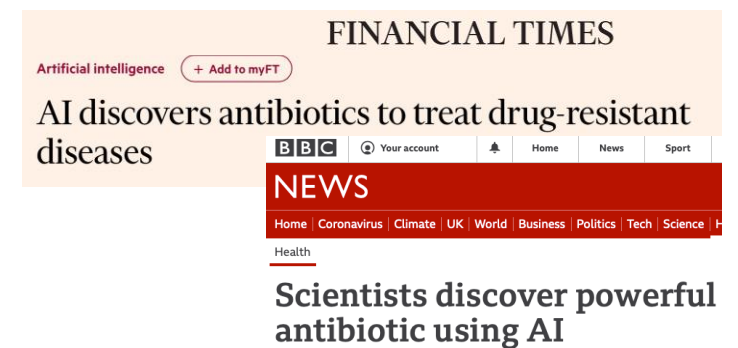 FINANCIAL TIMES
Artificial intelligence + Add to myFT
AI discovers antibiotics to treat drug-resistant
diseases
BBC Your account Home News Sport
NEWS
Home Coronavirus Climate UK World Business Politics Tech Science
Health
Scientists discover powerful
antibiotic using AI